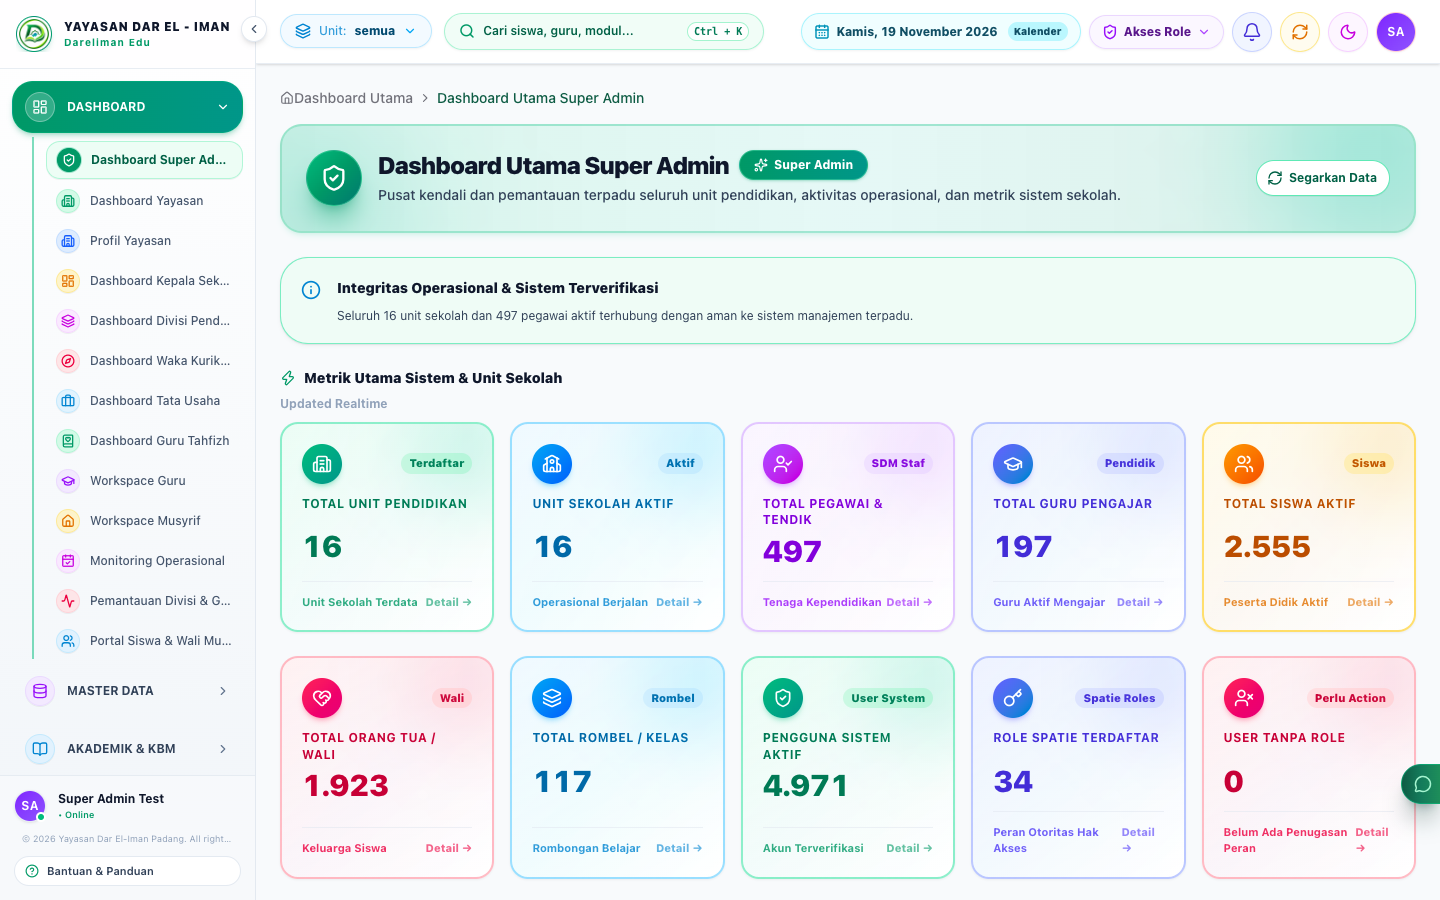 YAYASAN DAR EL - IMAN
Dareliman Edu
Unit: semua
Cari siswa, guru, modul...
Ctrl + K
Kamis, 19 November 2026
Kalender
Akses Role
SA
DASHBOARD
Dashboard Super Ad...
Dashboard Yayasan
Profil Yayasan
Dashboard Kepala Sek...
Dashboard Divisi Pend...
Dashboard Waka Kurik...
Dashboard Tata Usaha
Dashboard Guru Tahfizh
Workspace Guru
Workspace Musyrif
Monitoring Operasional
Pemantauan Divisi & G...
Portal Siswa & Wali Mu...
MASTER DATA
AKADEMIK & KBM
SA
Super Admin Test
• Online
© 2026 Yayasan Dar El-Iman Padang. All right...
Bantuan & Panduan
Dashboard Utama
Dashboard Utama Super Admin
Dashboard Utama Super Admin
Super Admin
Pusat kendali dan pemantauan terpadu seluruh unit pendidikan, aktivitas operasional, dan metrik sistem sekolah.
Segarkan Data
Integritas Operasional & Sistem Terverifikasi
Seluruh 16 unit sekolah dan 497 pegawai aktif terhubung dengan aman ke sistem manajemen terpadu.
Metrik Utama Sistem & Unit Sekolah
Updated Realtime
Terdaftar
TOTAL UNIT PENDIDIKAN
16
Unit Sekolah Terdata
Detail →
Aktif
UNIT SEKOLAH AKTIF
16
Operasional Berjalan
Detail →
SDM Staf
TOTAL PEGAWAI &
TENDIK
497
Tenaga Kependidikan
Detail →
Pendidik
TOTAL GURU PENGAJAR
197
Guru Aktif Mengajar
Detail →
Siswa
TOTAL SISWA AKTIF
2.555
Peserta Didik Aktif
Detail →
Wali
TOTAL ORANG TUA /
WALI
1.923
Keluarga Siswa
Detail →
Rombel
TOTAL ROMBEL / KELAS
117
Rombongan Belajar
Detail →
User System
PENGGUNA SISTEM
AKTIF
4.971
Akun Terverifikasi
Detail →
Spatie Roles
ROLE SPATIE TERDAFTAR
34
Peran Otoritas Hak
Akses
Detail
→
Perlu Action
USER TANPA ROLE
0
Belum Ada Penugasan
Peran
Detail
→